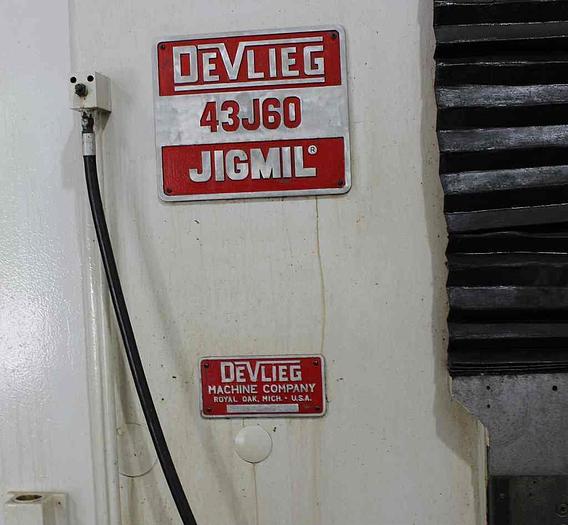 DEVLIEG
43J60
JIGMIL®
DEVLIEG
MACHINE COMPANY
ROYAL OAK, MICH. • U.S.A.